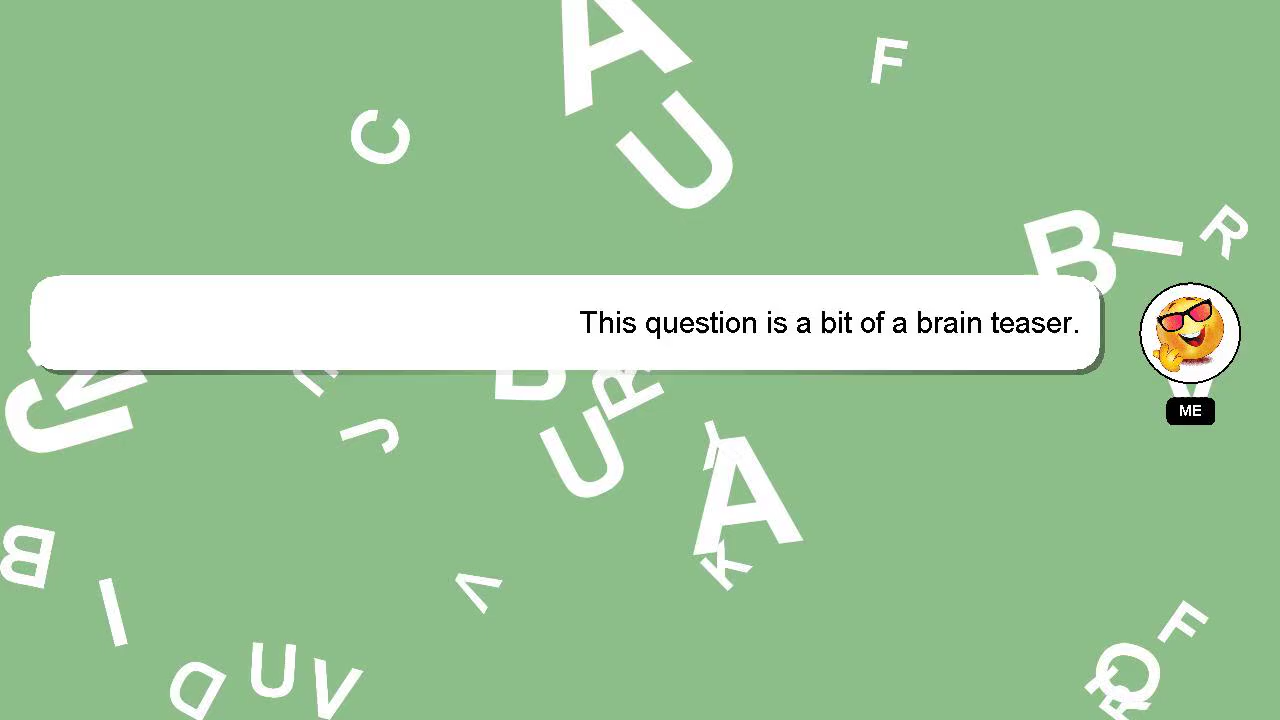 A
F
C
U
B
I
R
This question is a bit of a brain teaser.
ME
J
U
R
A
K
B
I
V
F
D
U
V
Q